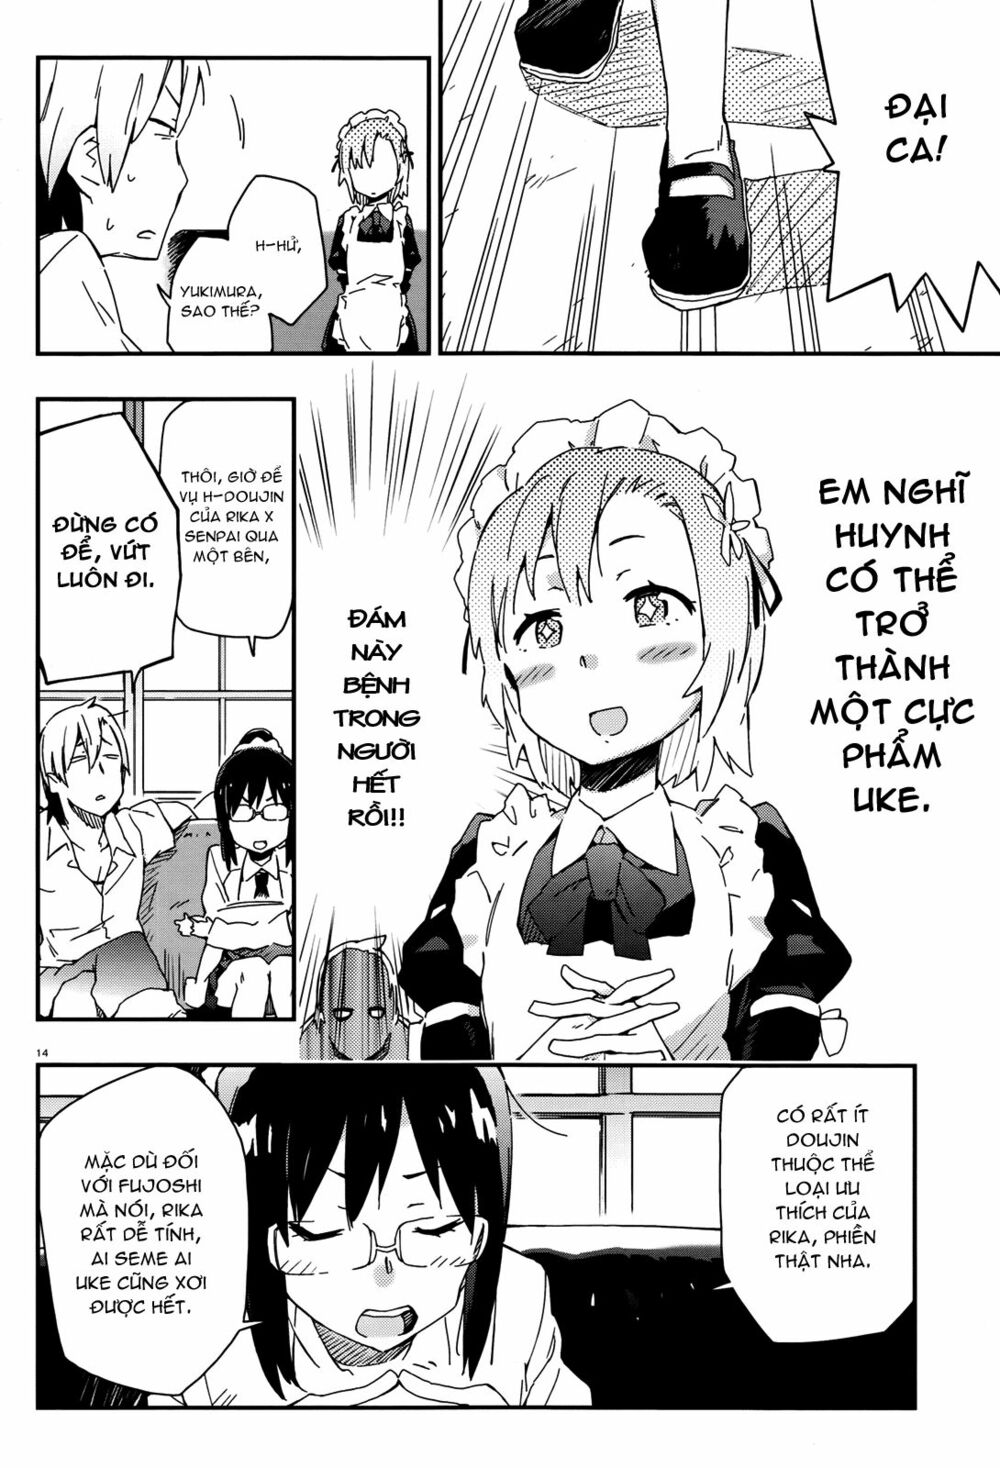 ĐẠI
CA!
H-HỬ,
YUKIMURA,
SAO THẾ?
EM NGHĨ
HUYNH
CÓ THỂ
TRỞ
THÀNH
MỘT CỰC
PHẨM
UKE.
ĐÁM
NÀY
BỆNH
TRONG
NGƯỜI
HẾT
RỒI!!
THÔI, GIỜ ĐỂ
VỤ H-DOUJIN
CỦA RIKA X
SENPAI QUA
MỘT BÊN,
ĐỪNG CÓ
ĐỂ, VỨT
LUÔN ĐI.
14
CÓ RẤT ÍT
DOUJIN
THUỘC THỂ
LOẠI ƯU
THÍCH CỦA
RIKA, PHIỀN
THẬT NHA.
MẶC DÙ ĐỐI
VỚI FUJOSHI
MÀ NÓI, RIKA
RẤT DỄ TÍNH,
AI SEME AI
UKE CŨNG XƠI
ĐƯỢC HẾT.